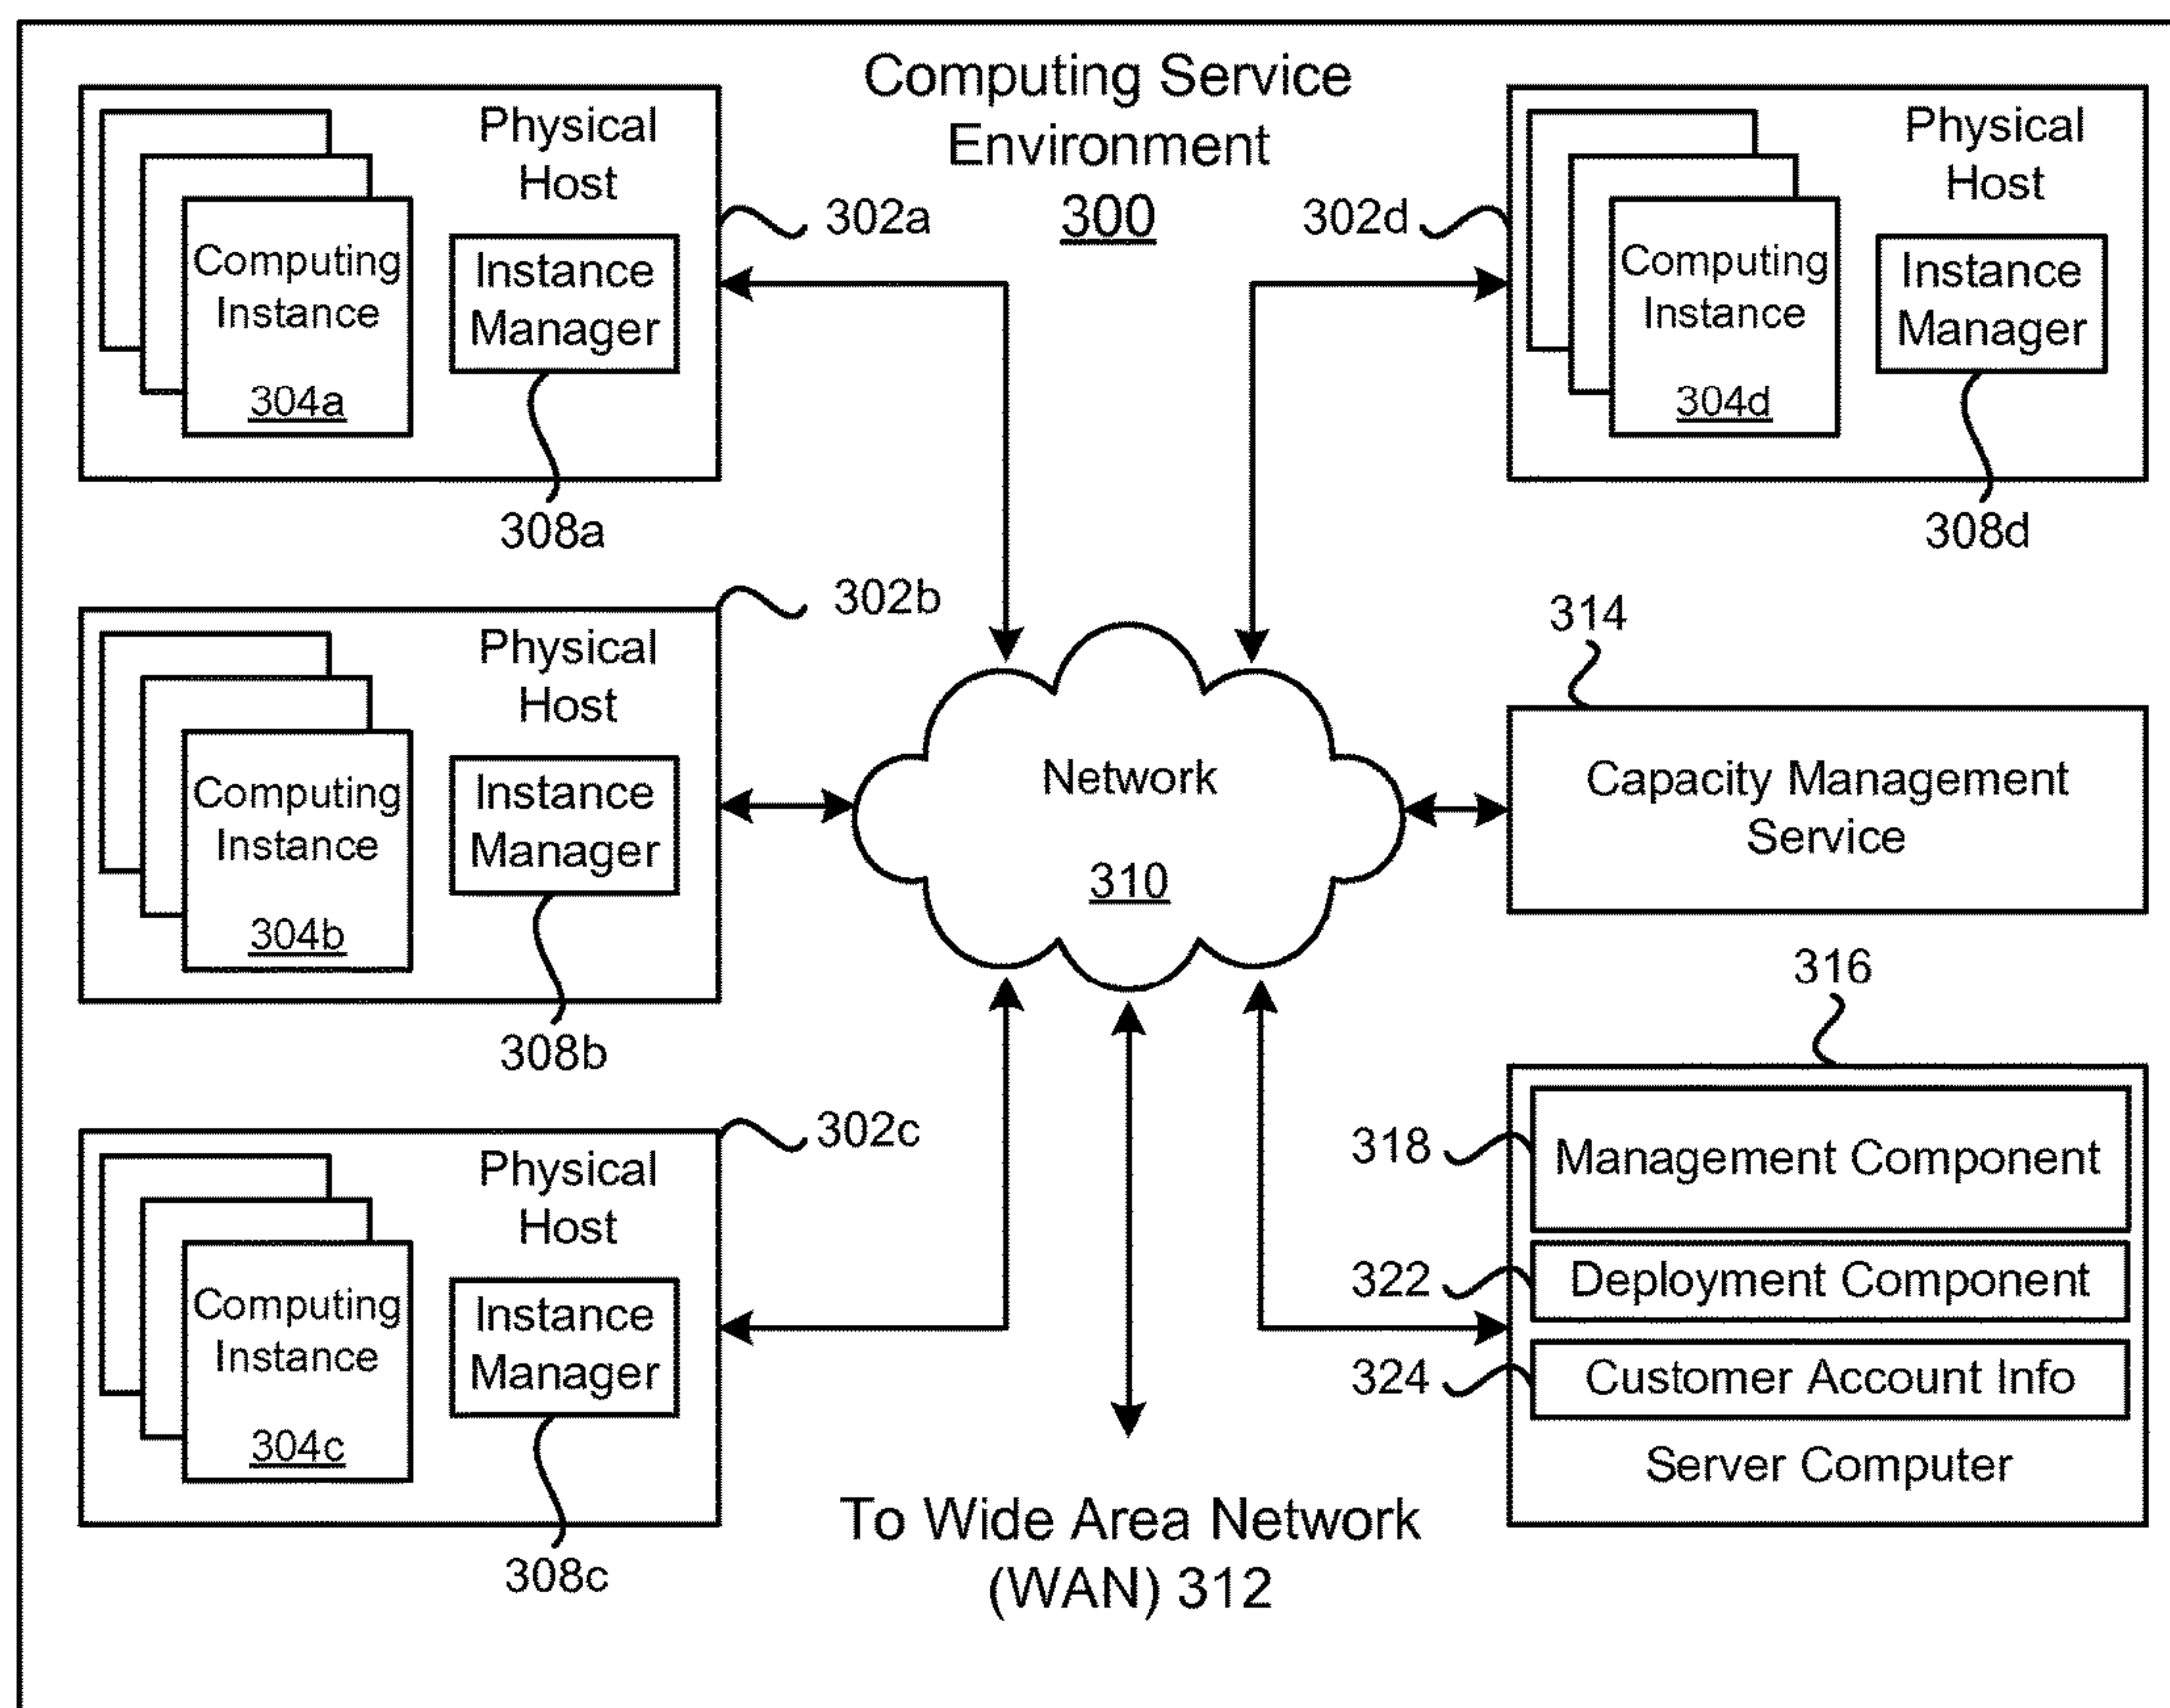 Computing Service
Environment
300
Physical
Host
Computing
Instance
304a
Instance
Manager
302a
308a
Physical
Host
Computing
Instance
304d
Instance
Manager
302d
308d
Physical
Host
Computing
Instance
304b
Instance
Manager
302b
308b
Network
310
314
Capacity Management
Service
Physical
Host
Computing
Instance
304c
Instance
Manager
302c
308c
316
318
Management Component
322
Deployment Component
324
Customer Account Info
Server Computer
To Wide Area Network
(WAN) 312